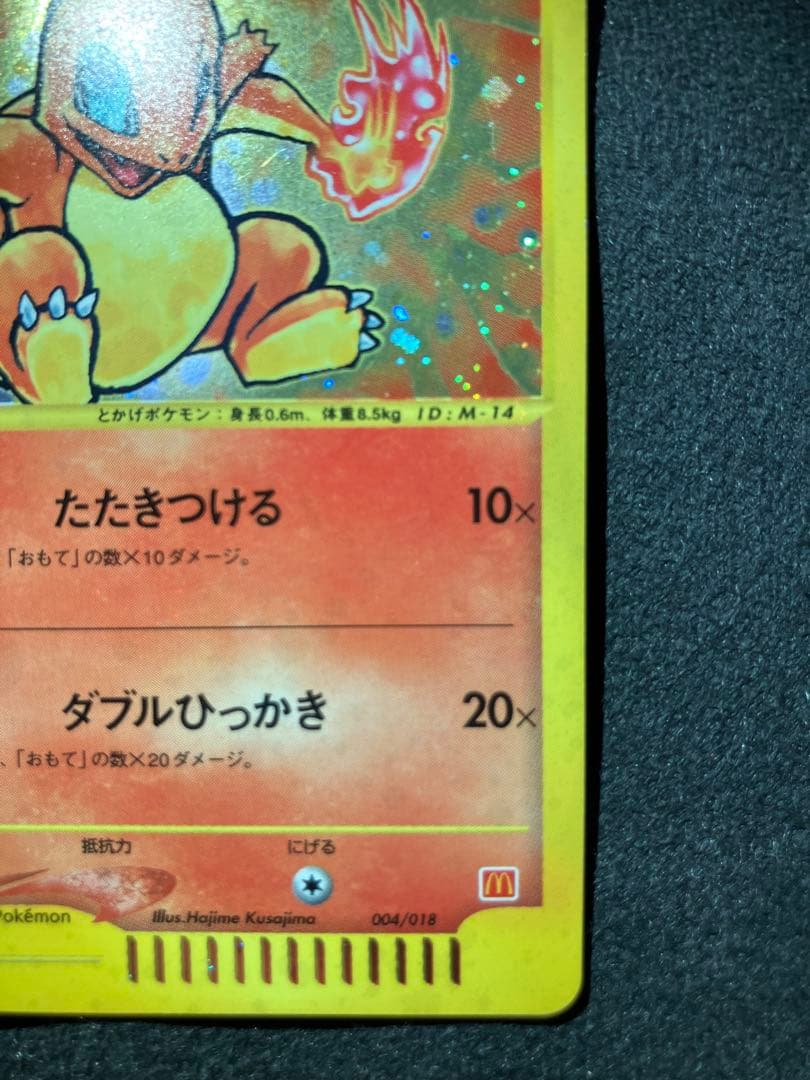 とかげポケモン：身長0.6m、体重8.5kg ID:M-14
たたきつける 10×
「おもて」の数×10ダメージ。
ダブルひっかき 20×
、「おもて」の数×20ダメージ。
抵抗力 にげる
Pokémon Illus.Hajime Kusajima 004/018